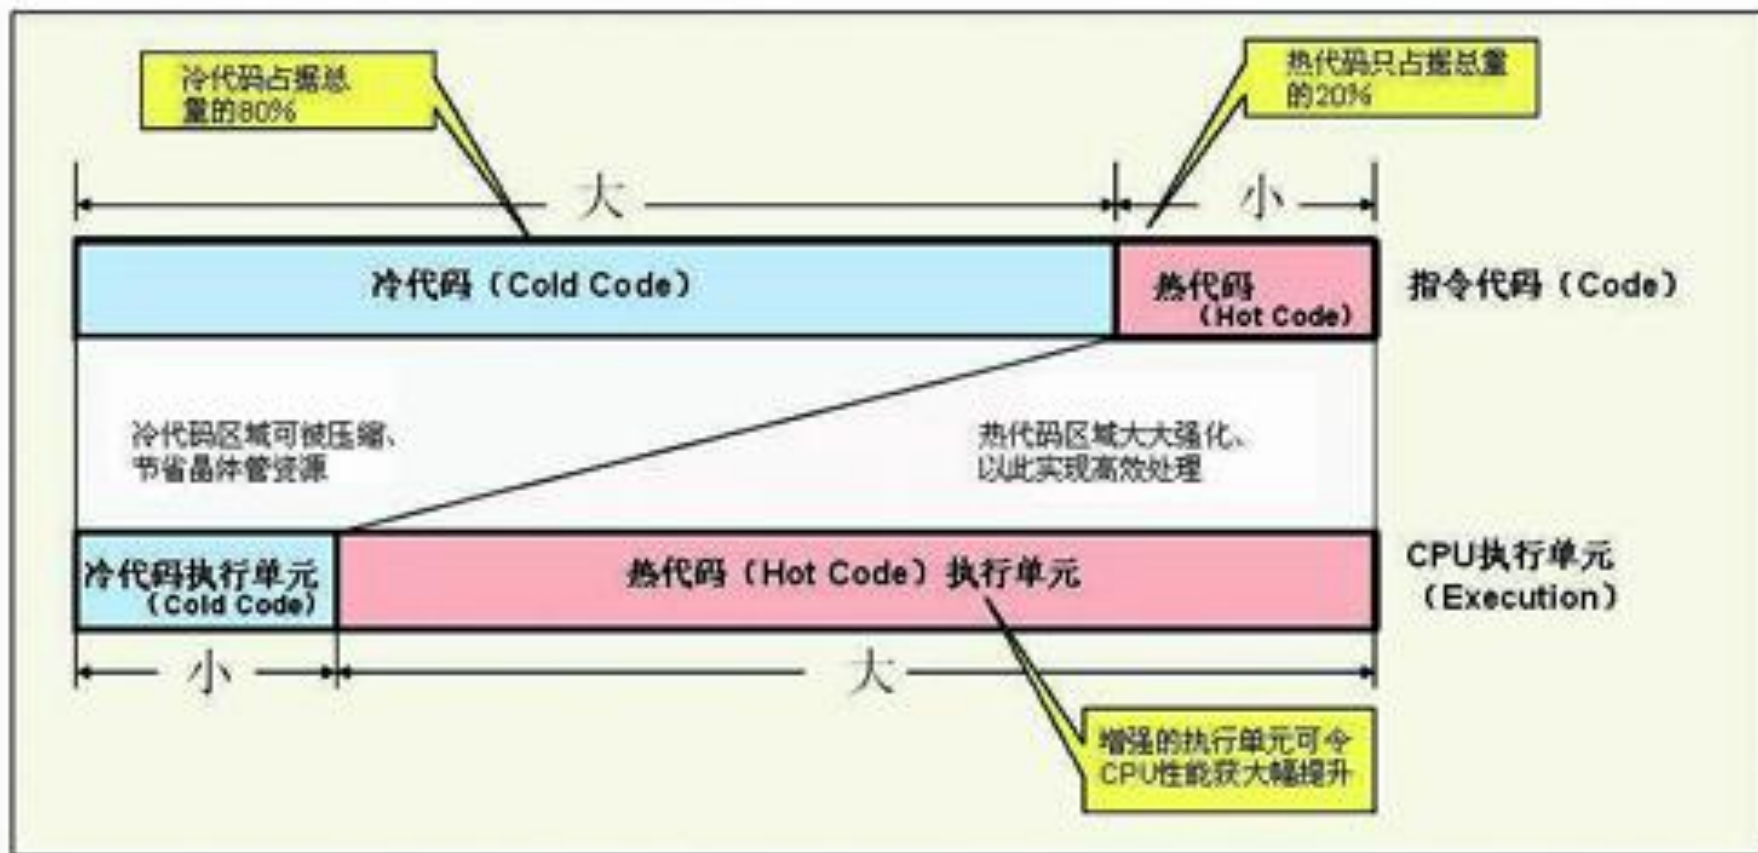 冷代码占据总
量的80%
热代码只占据总量
的20%
大
小
冷代码（Cold Code）
热代码
（Hot Code）
指令代码（Code）
冷代码区域可被压缩、
节省晶体管资源
热代码区域大大强化、
以此实现高效处理
冷代码执行单元
（Cold Code）
热代码（Hot Code）执行单元
CPU执行单元
（Execution）
小
大
增强的执行单元可令
CPU性能获大幅提升